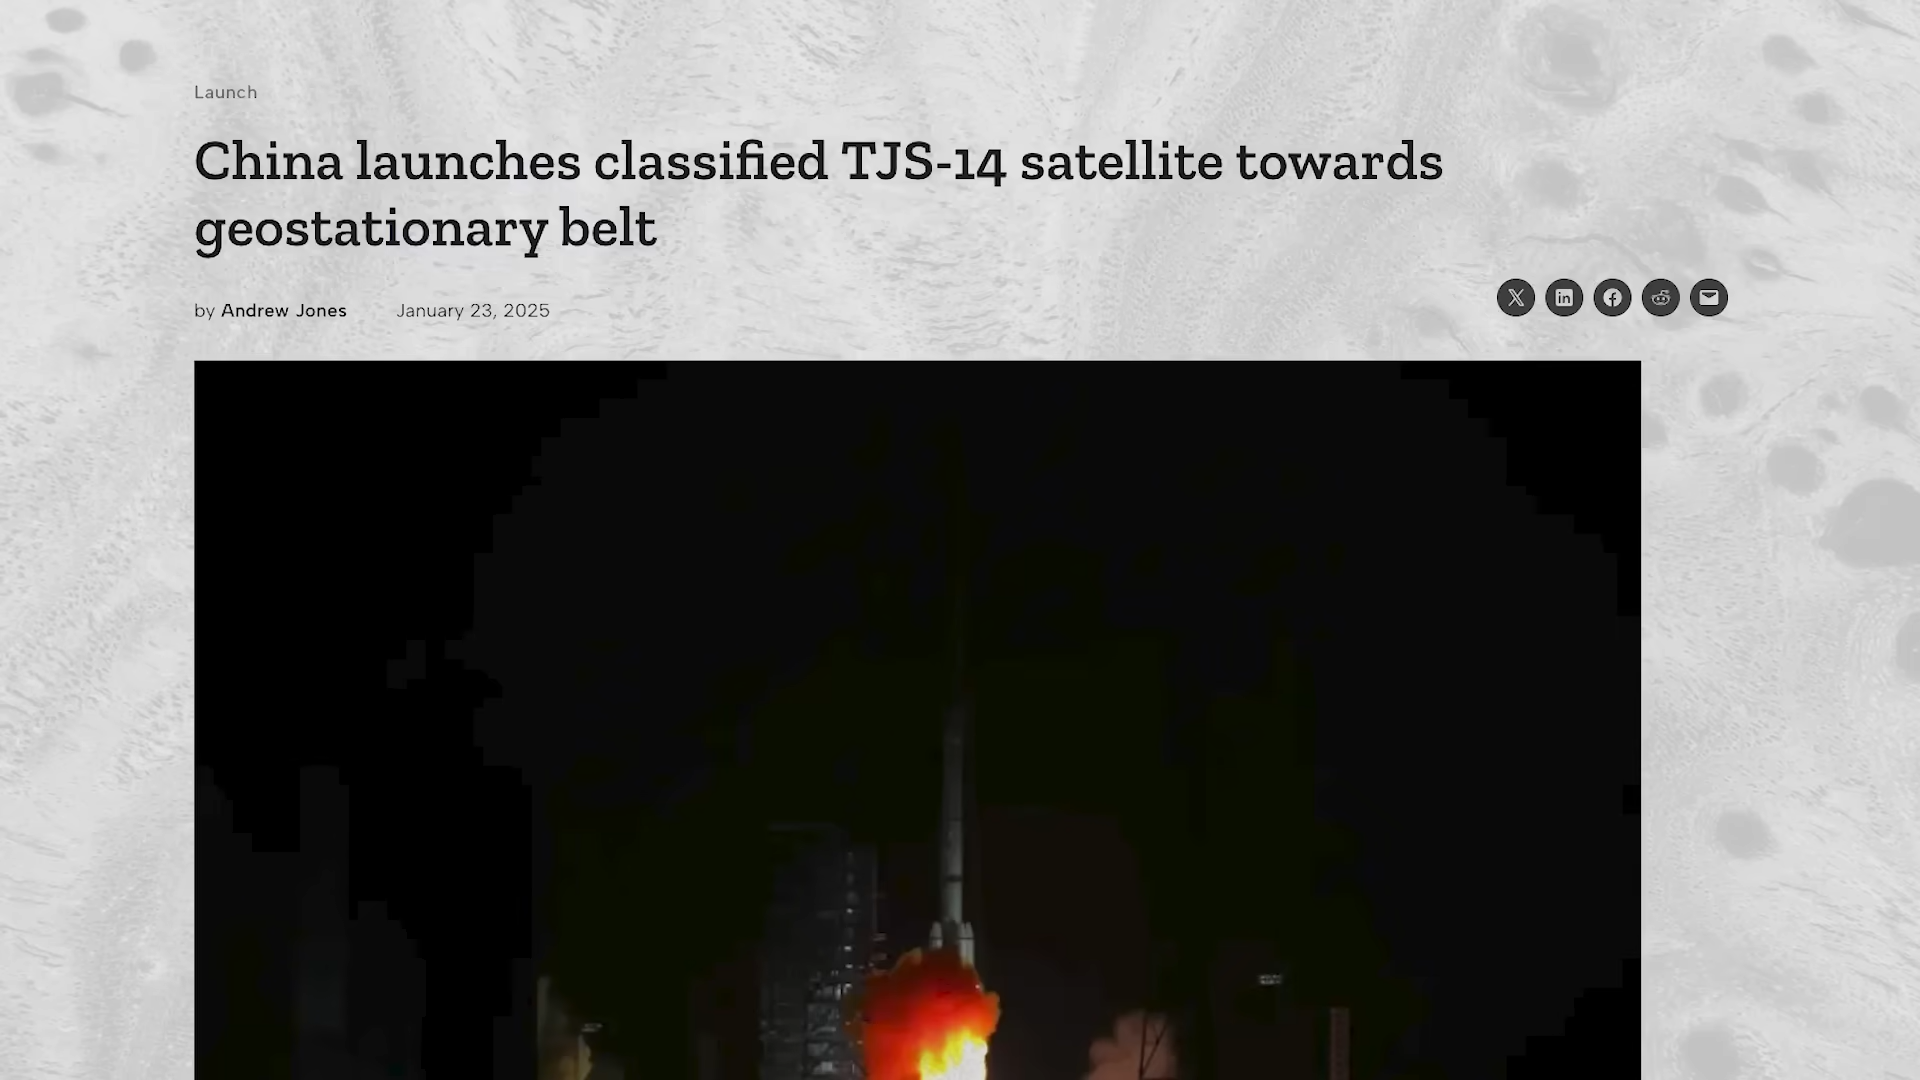 Launch
China launches classified TJS-14 satellite towards
geostationary belt
by Andrew Jones January 23, 2025